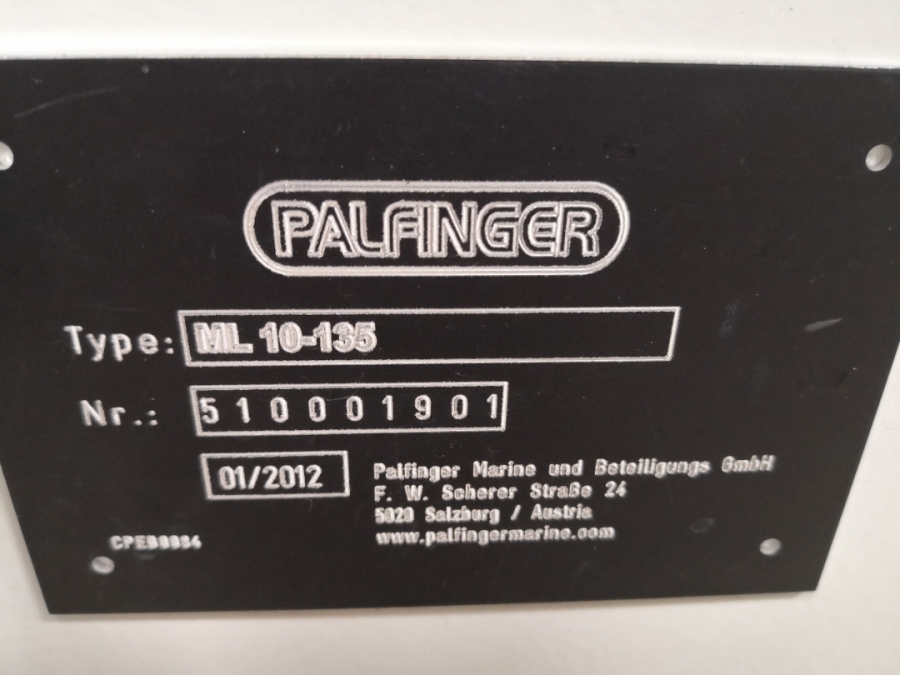 PALFINGER
Type: ML 10-135
Nr.: 510001901
01/2012
Palfinger Marine und Beteiligungs GmbH
F. W. Scherer Straße 24
5020 Salzburg / Austria
www.palfingermarine.com